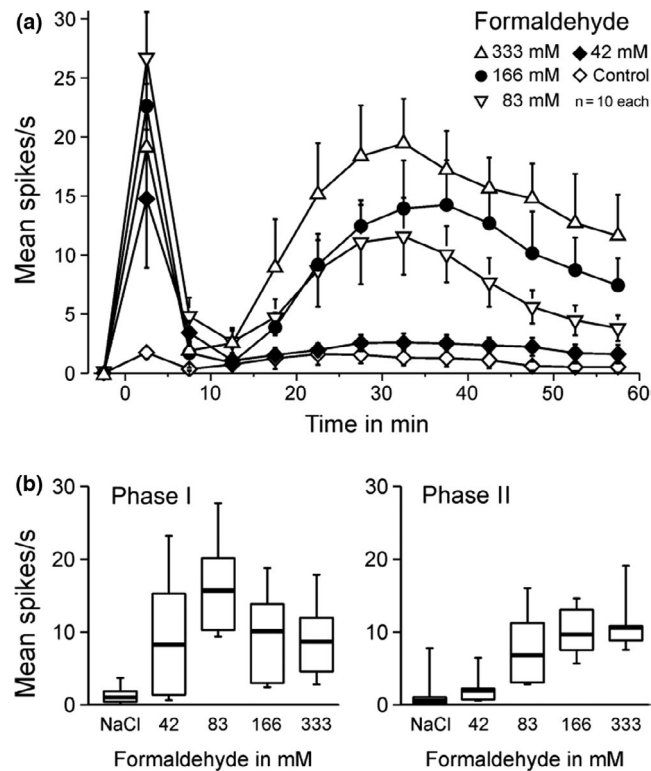 (a)
Formaldehyde
333 mM 42 mM
166 mM Control
83 mM n = 10 each
30
25
20
15
10
5
0
Mean spikes/s
0 10 20 30 40 50 60
Time in min
(b)
Phase I
30
20
10
0
Mean spikes/s
NaCl 42 83 166 333
Formaldehyde in mM
Phase II
30
20
10
0
NaCl 42 83 166 333
Formaldehyde in mM